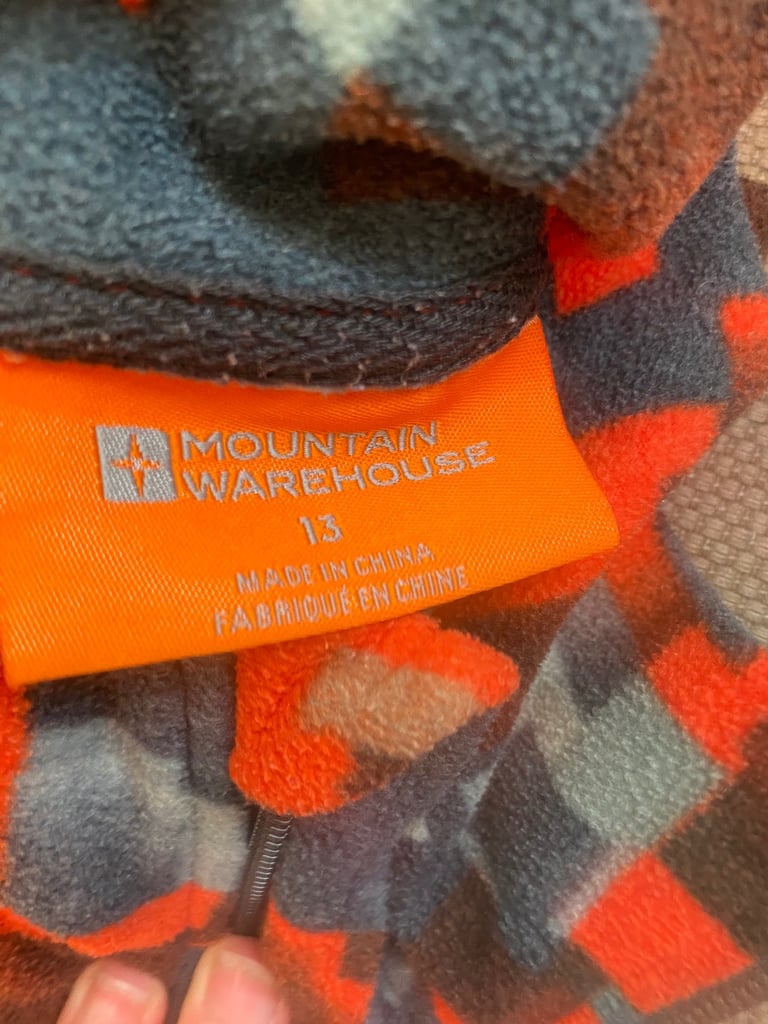 MOUNTAIN
WAREHOUSE
13
MADE IN CHINA
FABRIQUÉ EN CHINE